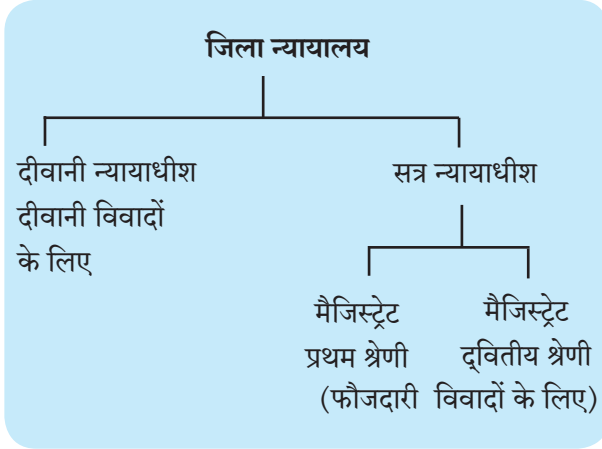 जिला न्यायालय
दीवानी न्यायाधीश
दीवानी विवादों
के लिए
सत्र न्यायाधीश
मैजिस्ट्रेट
प्रथम श्रेणी
मैजिस्ट्रेट
द्‌वितीय श्रेणी
(फौजदारी विवादों के लिए)